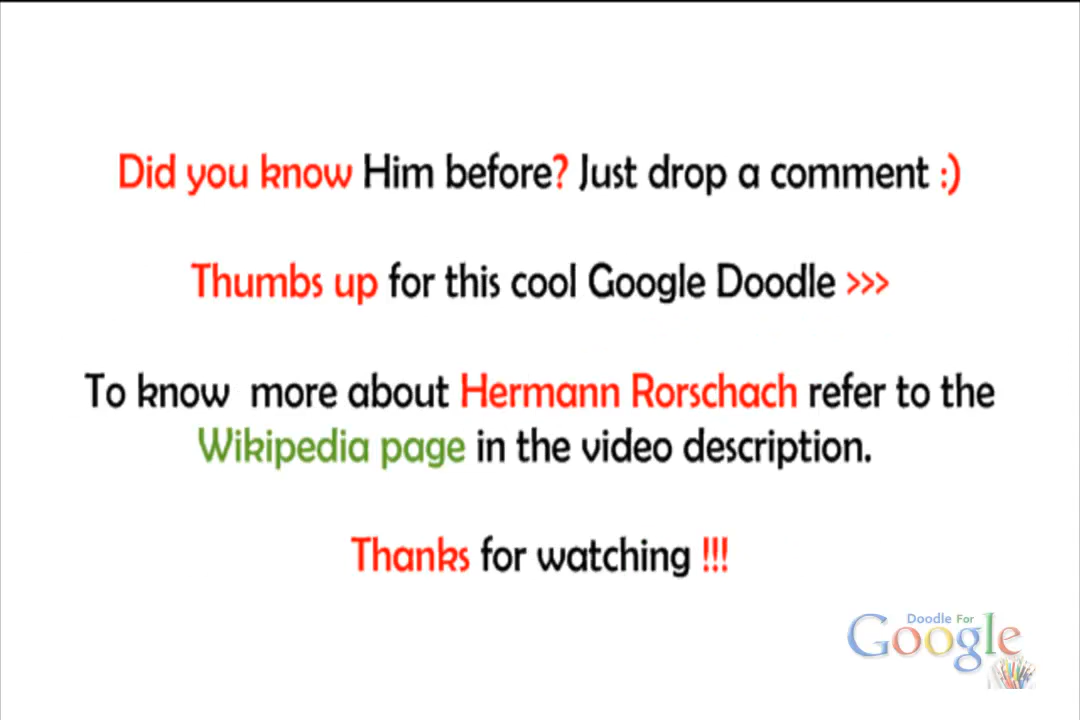 Did you know Him before? Just drop a comment :)
Thumbs up for this cool Google Doodle >>>
To know more about Hermann Rorschach refer to the
Wikipedia page in the video description.
Thanks for watching !!!
Doodle For
Google